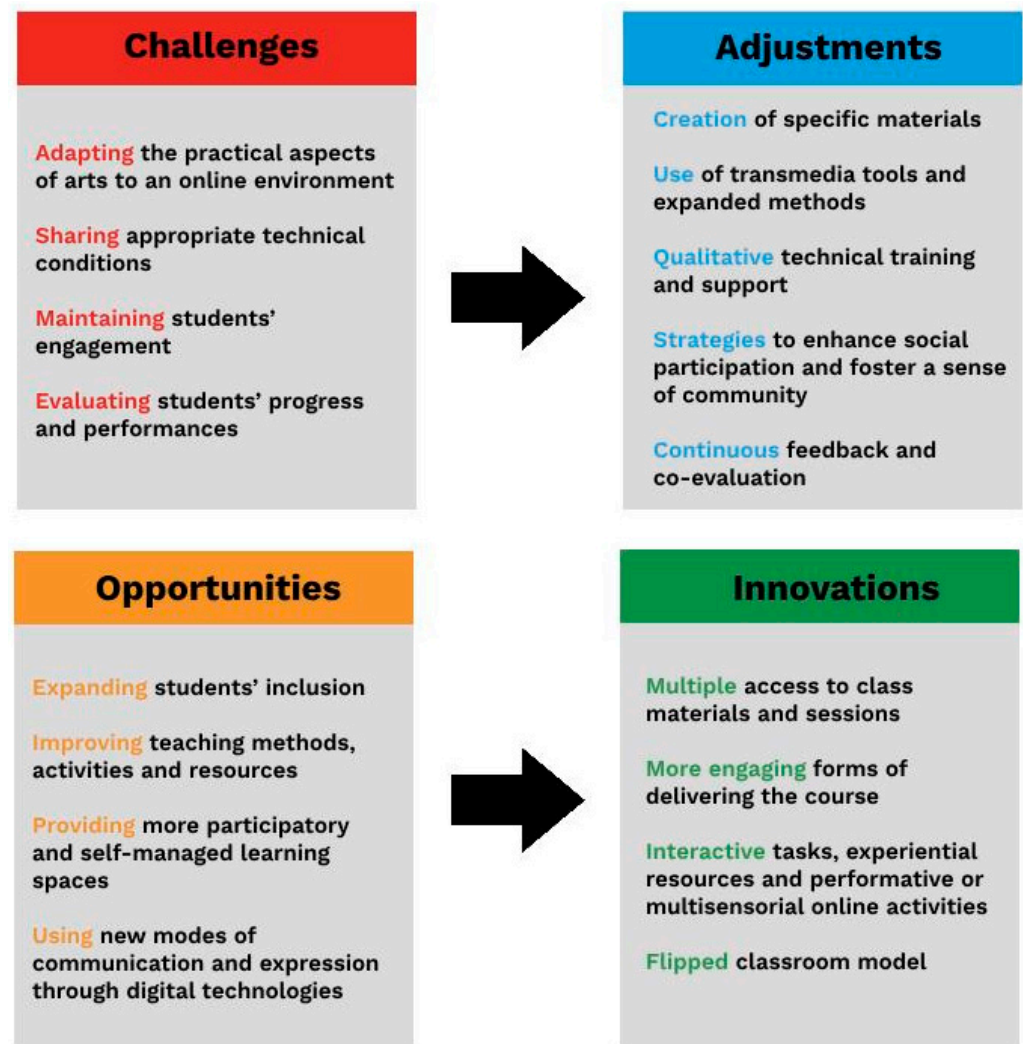 Challenges
Adapting the practical aspects
of arts to an online environment
Sharing appropriate technical
conditions
Maintaining students’
engagement
Evaluating students’ progress
and performances
Adjustments
Creation of specific materials
Use of transmedia tools and
expanded methods
Qualitative technical training
and support
Strategies to enhance social
participation and foster a sense
of community
Continuous feedback and
co-evaluation
Opportunities
Expanding students’ inclusion
Improving teaching methods,
activities and resources
Providing more participatory
and self-managed learning
spaces
Using new modes of
communication and expression
through digital technologies
Innovations
Multiple access to class
materials and sessions
More engaging forms of
delivering the course
Interactive tasks, experiential
resources and performative or
multisensorial online activities
Flipped classroom model